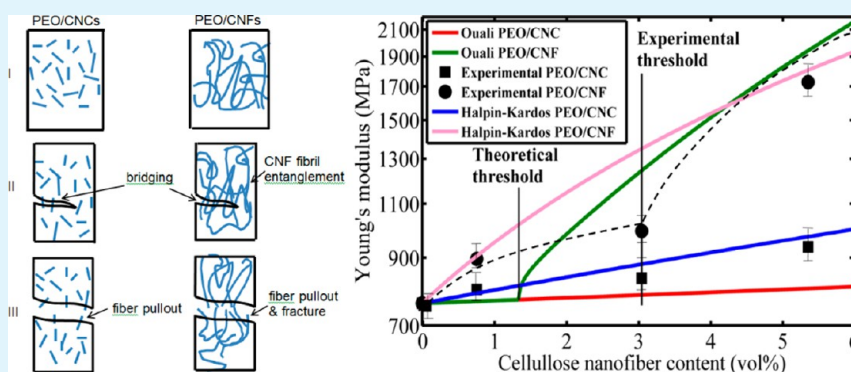 PEO/CNCs
PEO/CNFs
I
II
bridging
CNF fibril
entanglement
III
fiber pullout
fiber pullout
& fracture
Young's modulus (MPa)
2100
1900
1700
1500
1300
1100
900
700
Ouali PEO/CNC
Ouali PEO/CNF
Experimental PEO/CNC
Experimental PEO/CNF
Halpin-Kardos PEO/CNC
Halpin-Kardos PEO/CNF
Experimental
threshold
Theoretical
threshold
0
1
2
3
4
5
6
Cellullose nanofiber content (vol%)